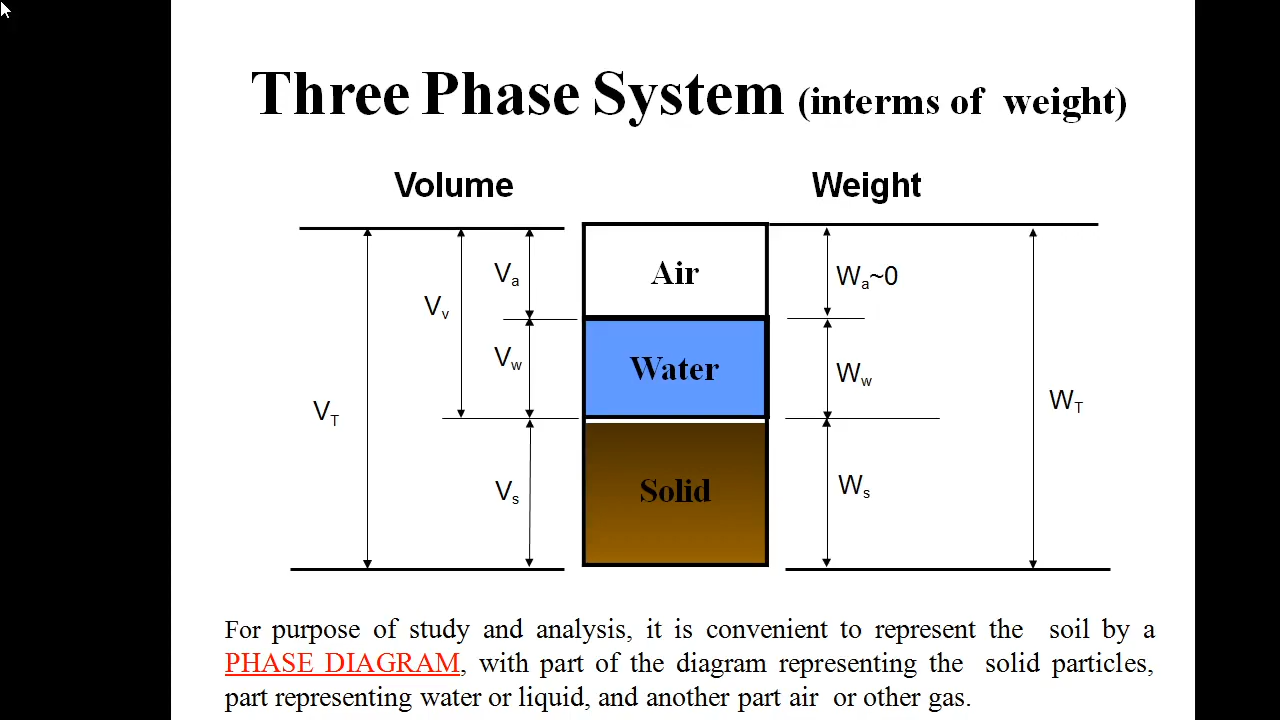 Three Phase System (interms of weight)
Volume
Weight
Va
Air
Wa~0
Vv
Vw
Water
Ww
VT
WT
Vs
Solid
Ws
For purpose of study and analysis, it is convenient to represent the soil by a
PHASE DIAGRAM, with part of the diagram representing the solid particles,
part representing water or liquid, and another part air or other gas.